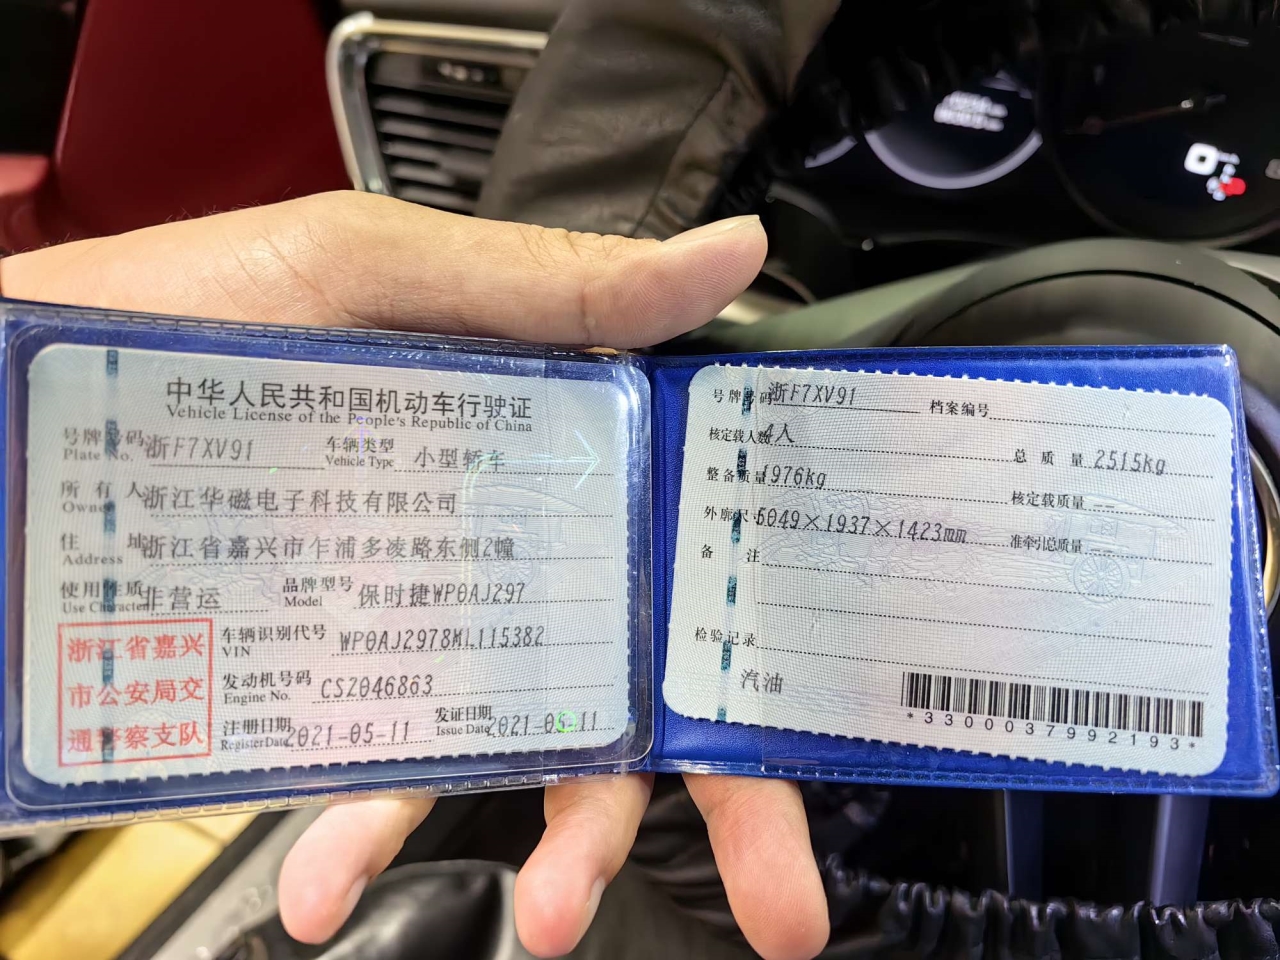 中华人民共和国机动车行驶证
Vehicle License of the People's Republic of China
号牌号码 浙F7XV91 车辆类型 小型轿车
Plate No. Vehicle Type
所有人 浙江华磁电子科技有限公司
Owner
住址 浙江省嘉兴市乍浦多凌路东侧2幢
Address
使用性质 非营运 品牌型号 保时捷WP0AJ297
Use Character Model
浙江省嘉兴
市公安局交
通警察支队
车辆识别代号 WP0AJ2978ML115382
VIN
发动机号码 CSZ046863
Engine No.
注册日期 2021-05-11 发证日期 2021-05-11
Register Date Issue Date
号牌号码 浙F7XV91 档案编号
核定载人数 4人 总质量 2515kg
整备质量 1976kg 核定载质量 --
外廓尺寸 5049×1937×1423mm 准牵引总质量 --
备注
检验记录
汽油
*3300037992193*